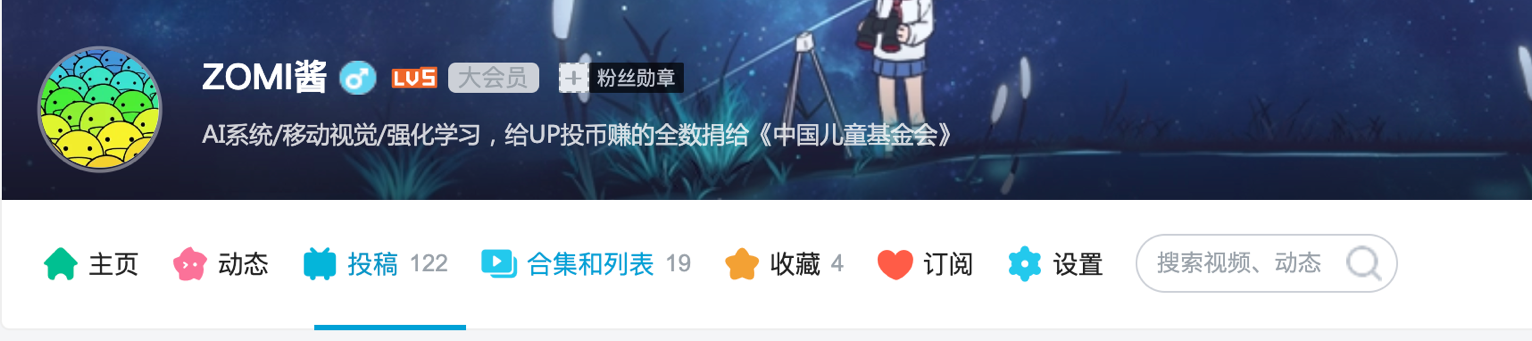 ZOMI酱 LV5 大会员 + 粉丝勋章
AI系统/移动视觉/强化学习，给UP投币赚的全数捐给《中国儿童基金会》
主页 动态 投稿 122 合集和列表 19 收藏 4 订阅 设置 搜索视频、动态